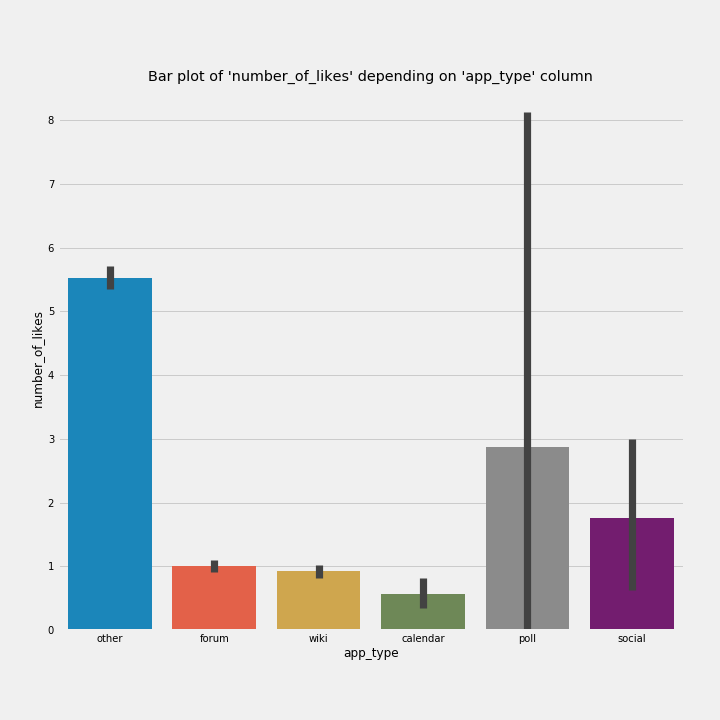 Bar plot of 'number_of_likes' depending on 'app_type' column
8
7
6
5
4
3
2
1
0
number_of_likes
other forum wiki calendar poll social
app_type